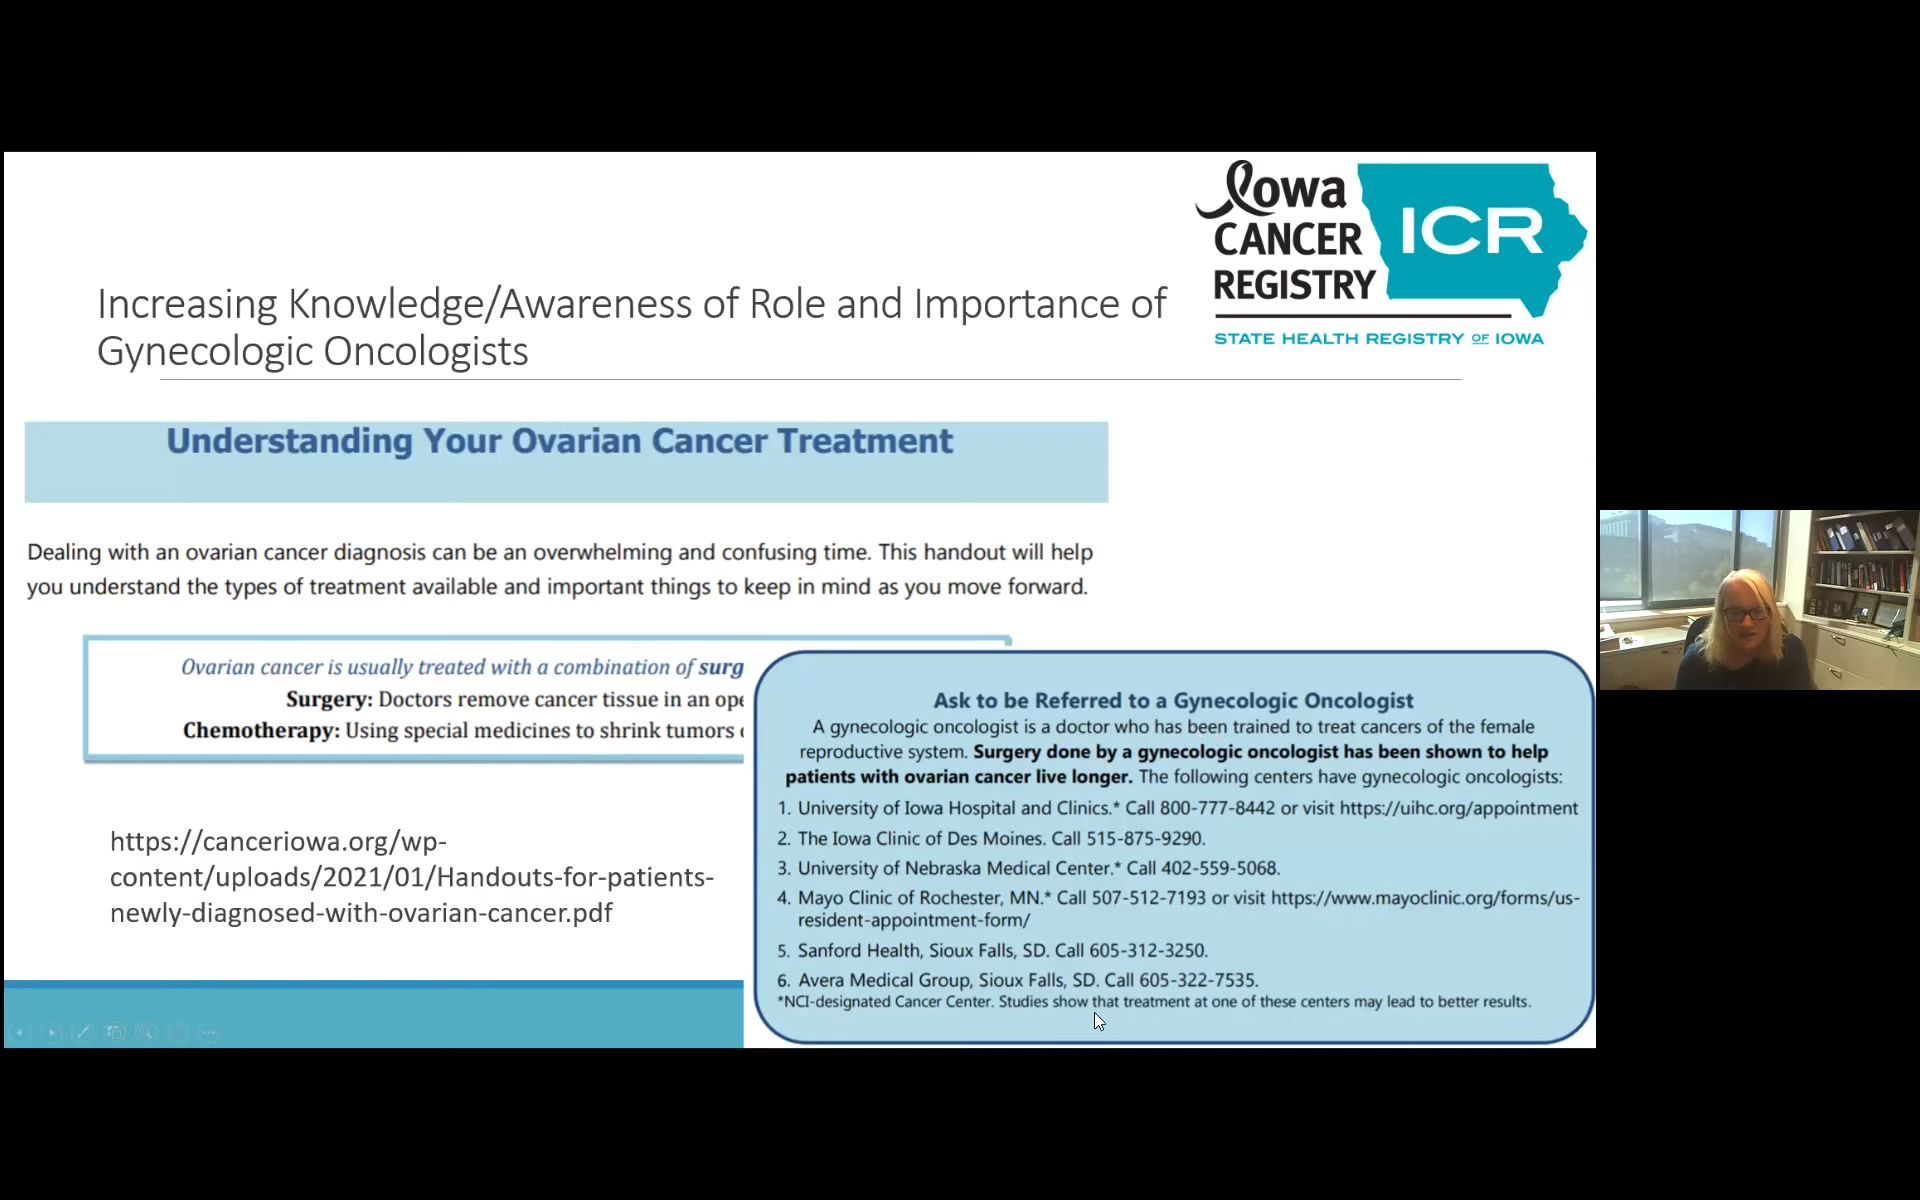 Iowa
CANCER
REGISTRY
ICR
STATE HEALTH REGISTRY OF IOWA
Increasing Knowledge/Awareness of Role and Importance of
Gynecologic Oncologists
Understanding Your Ovarian Cancer Treatment
Dealing with an ovarian cancer diagnosis can be an overwhelming and confusing time. This handout will help
you understand the types of treatment available and important things to keep in mind as you move forward.
Ovarian cancer is usually treated with a combination of surg
Surgery: Doctors remove cancer tissue in an ope
Chemotherapy: Using special medicines to shrink tumors
https://canceriowa.org/wp-
content/uploads/2021/01/Handouts-for-patients-
newly-diagnosed-with-ovarian-cancer.pdf
Ask to be Referred to a Gynecologic Oncologist
A gynecologic oncologist is a doctor who has been trained to treat cancers of the female
reproductive system. Surgery done by a gynecologic oncologist has been shown to help
patients with ovarian cancer live longer. The following centers have gynecologic oncologists:
1. University of Iowa Hospital and Clinics.* Call 800-777-8442 or visit https://uihc.org/appointment
2. The Iowa Clinic of Des Moines. Call 515-875-9290.
3. University of Nebraska Medical Center.* Call 402-559-5068.
4. Mayo Clinic of Rochester, MN.* Call 507-512-7193 or visit https://www.mayoclinic.org/forms/us-
resident-appointment-form/
5. Sanford Health, Sioux Falls, SD. Call 605-312-3250.
6. Avera Medical Group, Sioux Falls, SD. Call 605-322-7535.
*NCI-designated Cancer Center. Studies show that treatment at one of these centers may lead to better results.